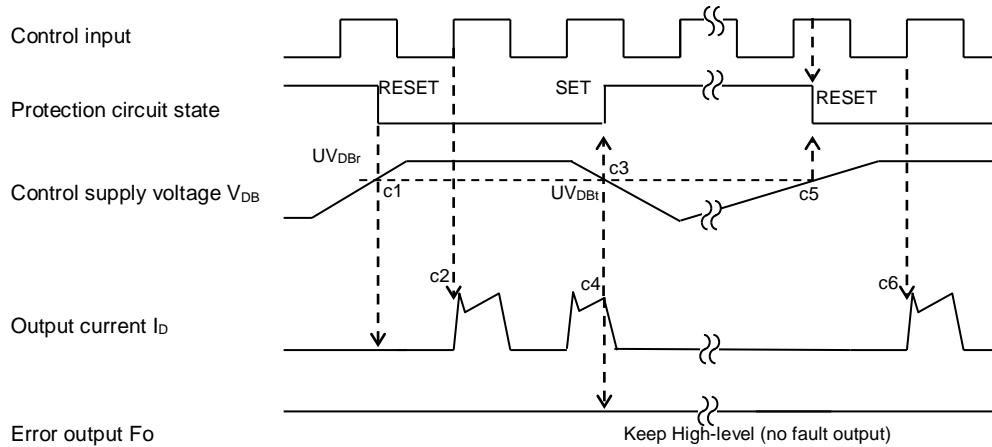 Control input
RESET
SET
Protection circuit state
RESET
UVDBr
c3
c1
Control supply voltage VDB
UVDBt
c5
c2
c4
c6
Output current ID
Error output Fo
Keep High-level (no fault output)